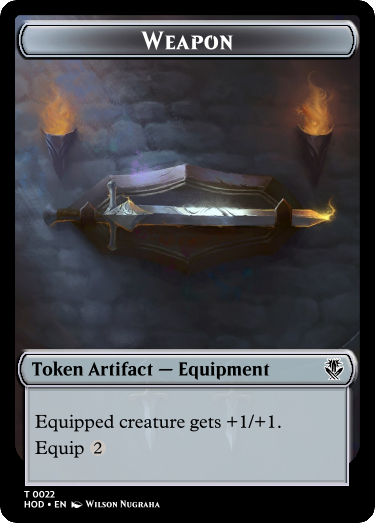 Weapon
Token Artifact — Equipment
Equipped creature gets +1/+1.
Equip 2
T 0022
HOD • EN Wilson Nugraha